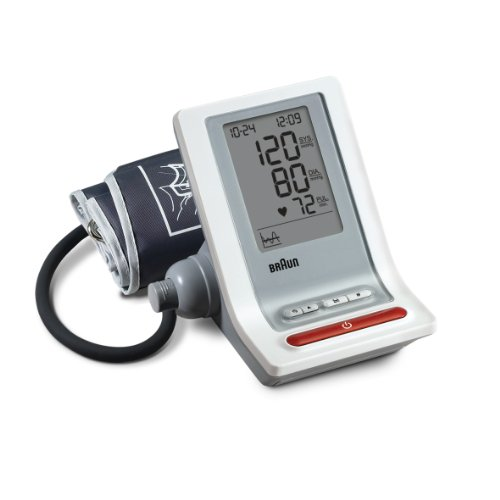 10-24 12:09
120 SYS. mmHg
80 DIA. mmHg
72 PUL. /min.
BRAUN